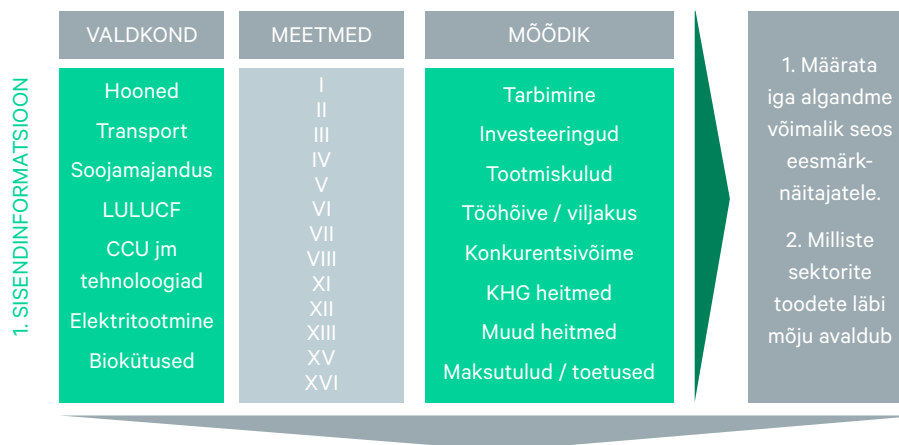 1. SISENDINFORMATSIOON
VALDKOND
Hooned
Transport
Soojamajandus
LULUCF
CCU jm
tehnoloogiad
Elektritootmine
Biokütused
MEETMED
I
II
III
IV
V
VI
VII
VIII
XI
XII
XIII
XV
XVI
MÕÕDIK
Tarbimine
Investeeringud
Tootmiskulud
Tööhõive / viljakus
Konkurentsivõime
KHG heitmed
Muud heitmed
Maksutulud / toetused
1. Määrata
iga algandme
võimalik seos
eesmärk-
näitajatele.
2. Milliste
sektorite
toodete läbi
mõju avaldub